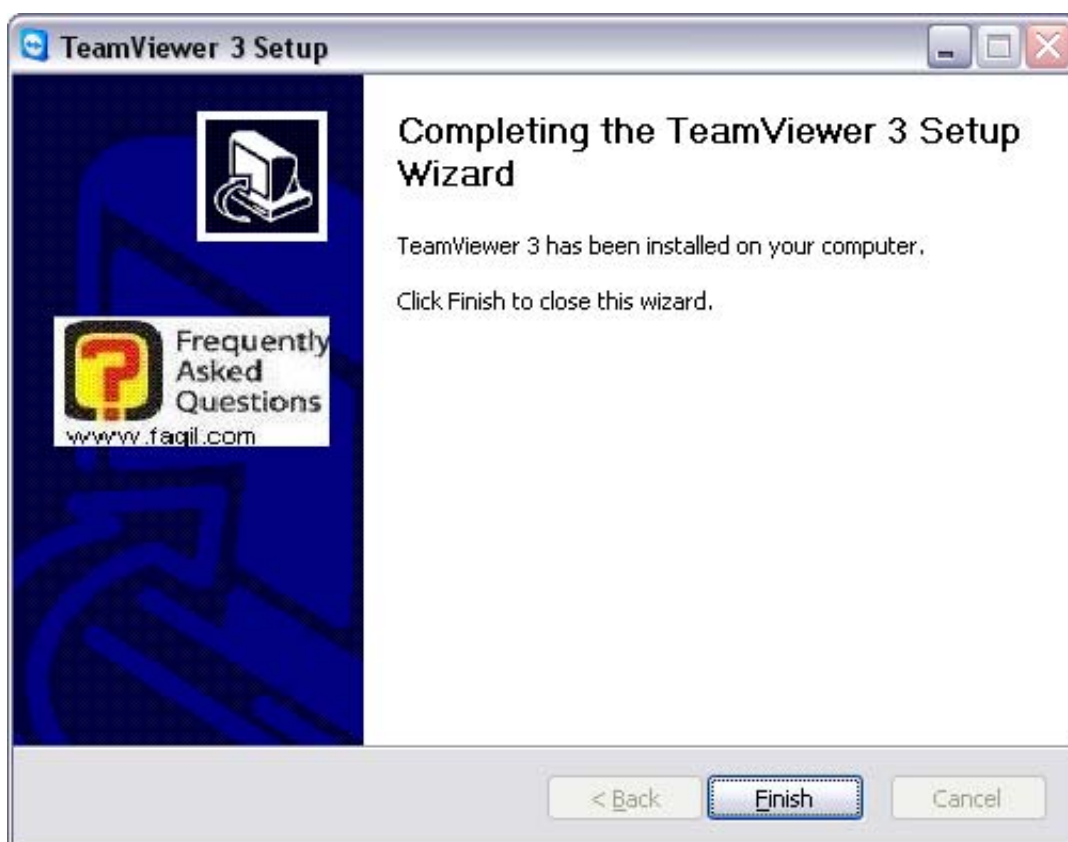 TeamViewer 3 Setup
Completing the TeamViewer 3 Setup
Wizard
TeamViewer 3 has been installed on your computer.
Click Finish to close this wizard.
Frequently
Asked
Questions
www.faqil.com
< Back
Finish
Cancel